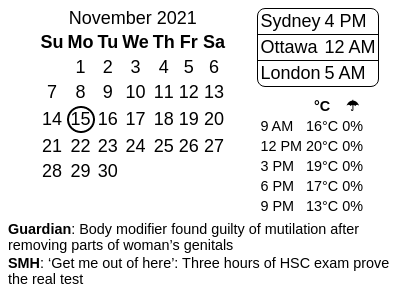 November 2021
Su Mo Tu We Th Fr Sa
1 2 3 4 5 6
7 8 9 10 11 12 13
14 15 16 17 18 19 20
21 22 23 24 25 26 27
28 29 30
Sydney 4 PM
Ottawa 12 AM
London 5 AM
°C ☂
9 AM 16°C 0%
12 PM 20°C 0%
3 PM 19°C 0%
6 PM 17°C 0%
9 PM 13°C 0%
Guardian: Body modifier found guilty of mutilation after
removing parts of woman’s genitals
SMH: ‘Get me out of here’: Three hours of HSC exam prove
the real test